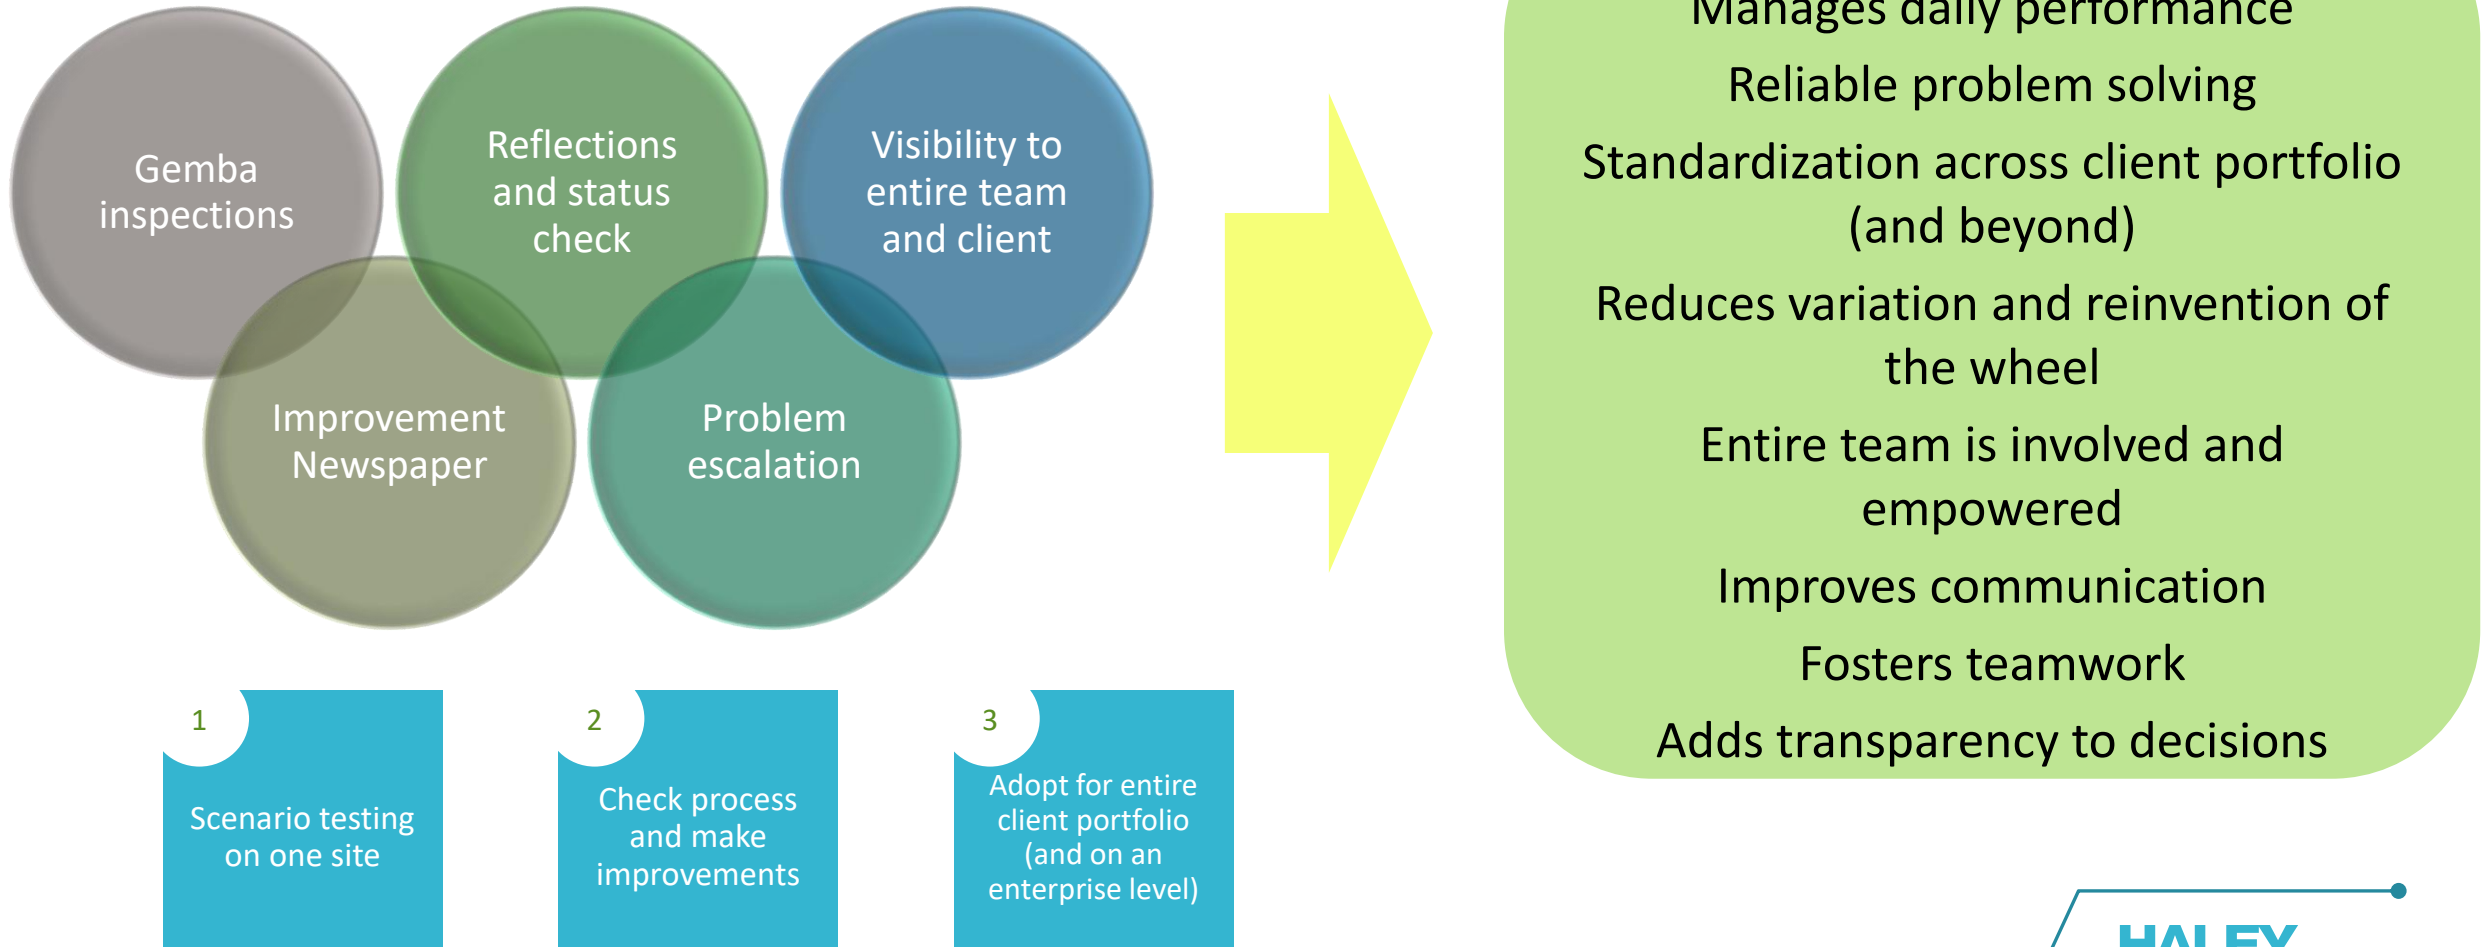 Gemba
inspections
Reflections
and status
check
Visibility to
entire team
and client
Improvement
Newspaper
Problem
escalation
Manages daily performance
Reliable problem solving
Standardization across client portfolio
(and beyond)
Reduces variation and reinvention of
the wheel
Entire team is involved and
empowered
Improves communication
Fosters teamwork
Adds transparency to decisions
1
Scenario testing
on one site
2
Check process
and make
improvements
3
Adopt for entire
client portfolio
(and on an
enterprise level)
HALEY